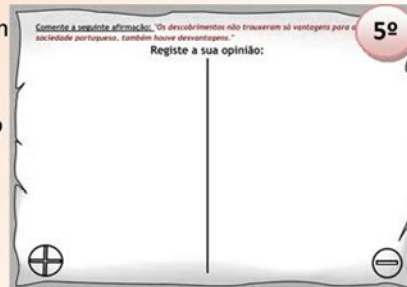 Comente a seguinte afirmação: "Os descobrimentos não trouxeram só vantagens para a
sociedade portuguesa, também houve desvantagens."
Registe a sua opinião:
5º